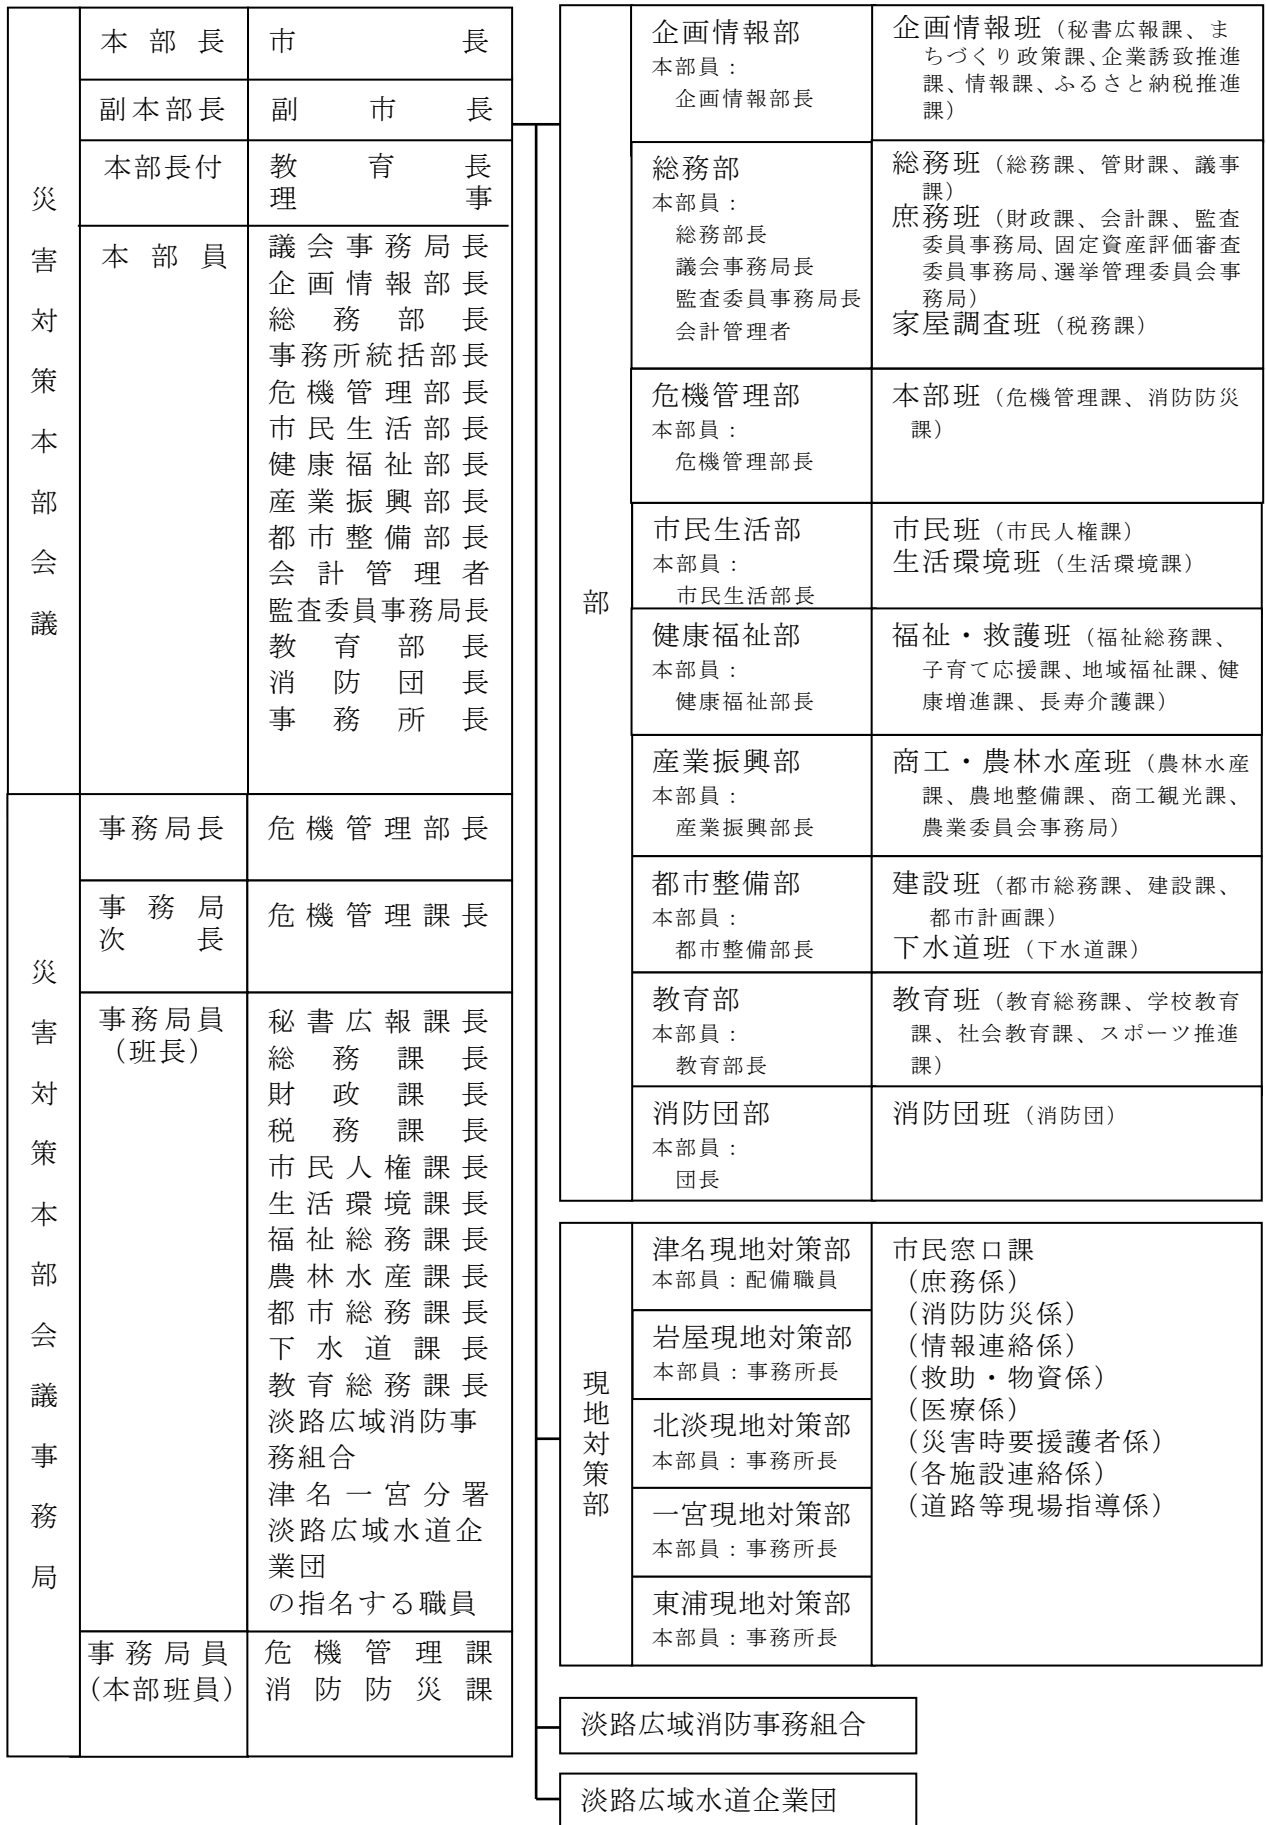 災害対策本部会議
本部長
市長
副本部長
副市長
本部長付
教育長
理事
本部員
議会事務局長
企画情報部長
総務部長
事務所統括部長
危機管理部長
市民生活部長
健康福祉部長
産業振興部長
都市整備部長
会計管理者
監査委員事務局長
教育部長
消防団長
事務所長
災害対策本部会議事務局
事務局長
危機管理部長
事務局
次長
危機管理課長
事務局員
（班長）
秘書広報課長
総務課長
財政課長
税務課長
市民人権課長
生活環境課長
福祉総務課長
農林水産課長
都市総務課長
下水道課長
教育総務課長
淡路広域消防事
務組合
津名一宮分署
淡路広域水道企
業団
の指名する職員
事務局員
（本部班員）
危機管理課
消防防災課
部
企画情報部
本部員：
企画情報部長
企画情報班（秘書広報課、ま
ちづくり政策課、企業誘致推進
課、情報課、ふるさと納税推進
課）
総務部
本部員：
総務部長
議会事務局長
監査委員事務局長
会計管理者
総務班（総務課、管財課、議事
課）
庶務班（財政課、会計課、監査
委員事務局、固定資産評価審査
委員事務局、選挙管理委員会事
務局）
家屋調査班（税務課）
危機管理部
本部員：
危機管理部長
本部班（危機管理課、消防防災
課）
市民生活部
本部員：
市民生活部長
市民班（市民人権課）
生活環境班（生活環境課）
健康福祉部
本部員：
健康福祉部長
福祉・救護班（福祉総務課、
子育て応援課、地域福祉課、健
康増進課、長寿介護課）
産業振興部
本部員：
産業振興部長
商工・農林水産班（農林水産
課、農地整備課、商工観光課、
農業委員会事務局）
都市整備部
本部員：
都市整備部長
建設班（都市総務課、建設課、
都市計画課）
下水道班（下水道課）
教育部
本部員：
教育部長
教育班（教育総務課、学校教育
課、社会教育課、スポーツ推進
課）
消防団部
本部員：
団長
消防団班（消防団）
現地対策部
津名現地対策部
本部員：配備職員
岩屋現地対策部
本部員：事務所長
北淡現地対策部
本部員：事務所長
一宮現地対策部
本部員：事務所長
東浦現地対策部
本部員：事務所長
市民窓口課
（庶務係）
（消防防災係）
（情報連絡係）
（救助・物資係）
（医療係）
（災害時要援護者係）
（各施設連絡係）
（道路等現場指導係）
淡路広域消防事務組合
淡路広域水道企業団